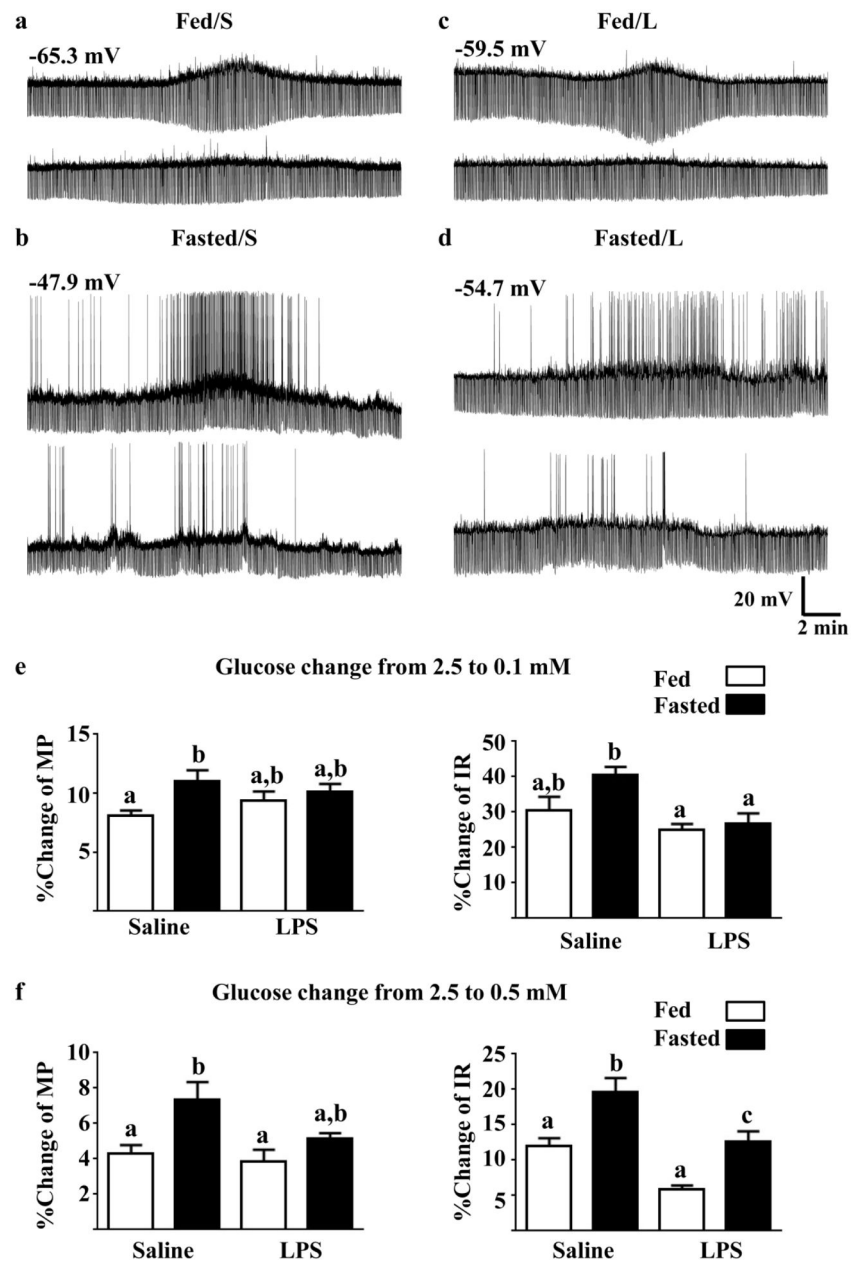 a Fed/S
-65.3 mV
c Fed/L
-59.5 mV
b Fasted/S
-47.9 mV
d Fasted/L
-54.7 mV
20 mV
2 min
e Glucose change from 2.5 to 0.1 mM
Fed
Fasted
%Change of MP
15
10
5
a
b
a,b
a,b
Saline LPS
%Change of IR
50
40
30
20
10
a,b
b
a
a
Saline LPS
f Glucose change from 2.5 to 0.5 mM
Fed
Fasted
%Change of MP
10
8
6
4
2
a
b
a
a,b
Saline LPS
%Change of IR
25
20
15
10
5
a
b
a
c
Saline LPS